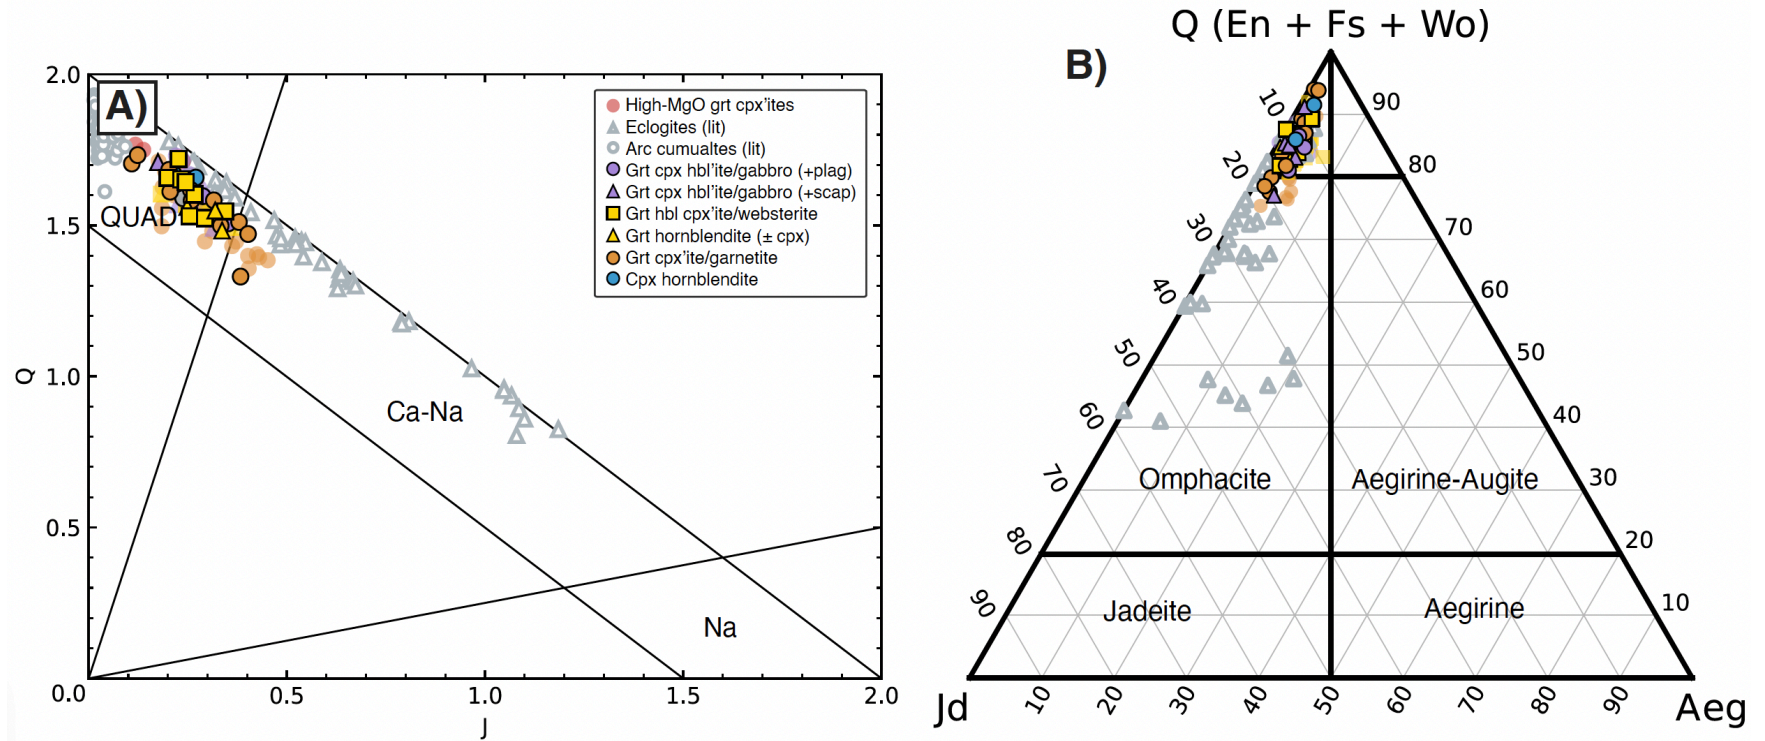 A)
2.0
1.5
1.0
0.5
0.0
0.5
1.0
1.5
2.0
Q
J
QUAD
Ca-Na
Na
High-MgO grt cpx'ites
Eclogites (lit)
Arc cumualtes (lit)
Grt cpx hbl'ite/gabbro (+plag)
Grt cpx hbl'ite/gabbro (+scap)
Grt hbl cpx'ite/websterite
Grt hornblendite (± cpx)
Grt cpx'ite/garnetite
Cpx hornblendite
B)
Q (En + Fs + Wo)
10
20
30
40
50
60
70
80
90
90
80
70
60
50
40
30
20
10
Omphacite
Aegirine-Augite
Jadeite
Aegirine
Jd
10
20
30
40
50
60
70
80
90
Aeg